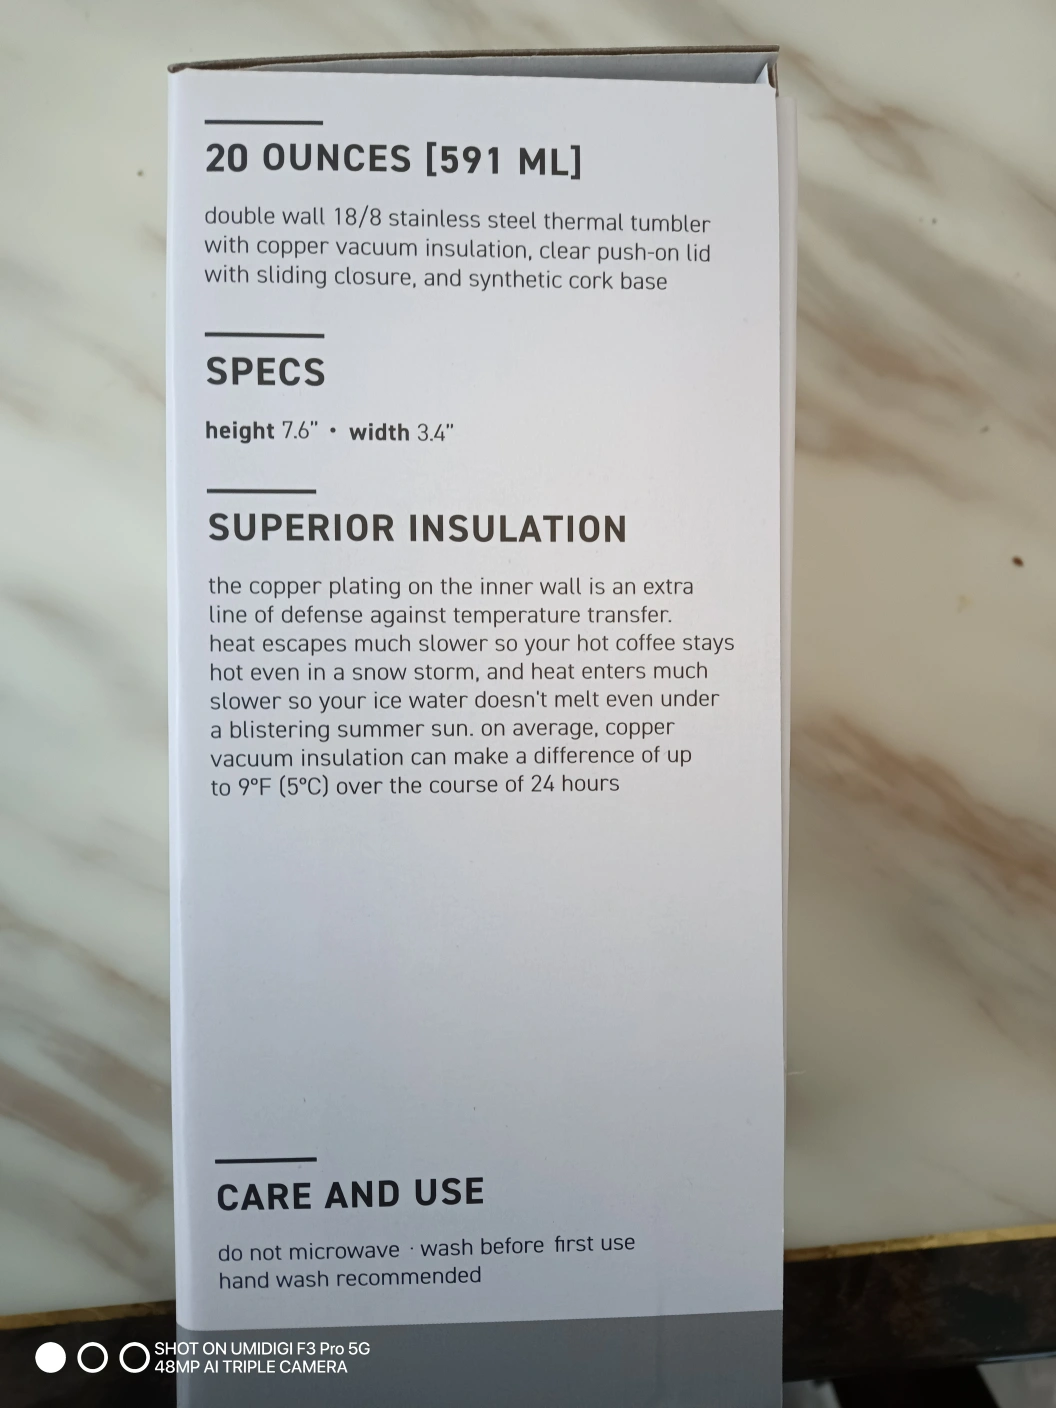 20 OUNCES [591 ML]
double wall 18/8 stainless steel thermal tumbler
with copper vacuum insulation, clear push-on lid
with sliding closure, and synthetic cork base
SPECS
height 7.6" • width 3.4"
SUPERIOR INSULATION
the copper plating on the inner wall is an extra
line of defense against temperature transfer.
heat escapes much slower so your hot coffee stays
hot even in a snow storm, and heat enters much
slower so your ice water doesn't melt even under
a blistering summer sun. on average, copper
vacuum insulation can make a difference of up
to 9°F (5°C) over the course of 24 hours
CARE AND USE
do not microwave · wash before first use
hand wash recommended
SHOT ON UMIDIGI F3 Pro 5G
48MP AI TRIPLE CAMERA